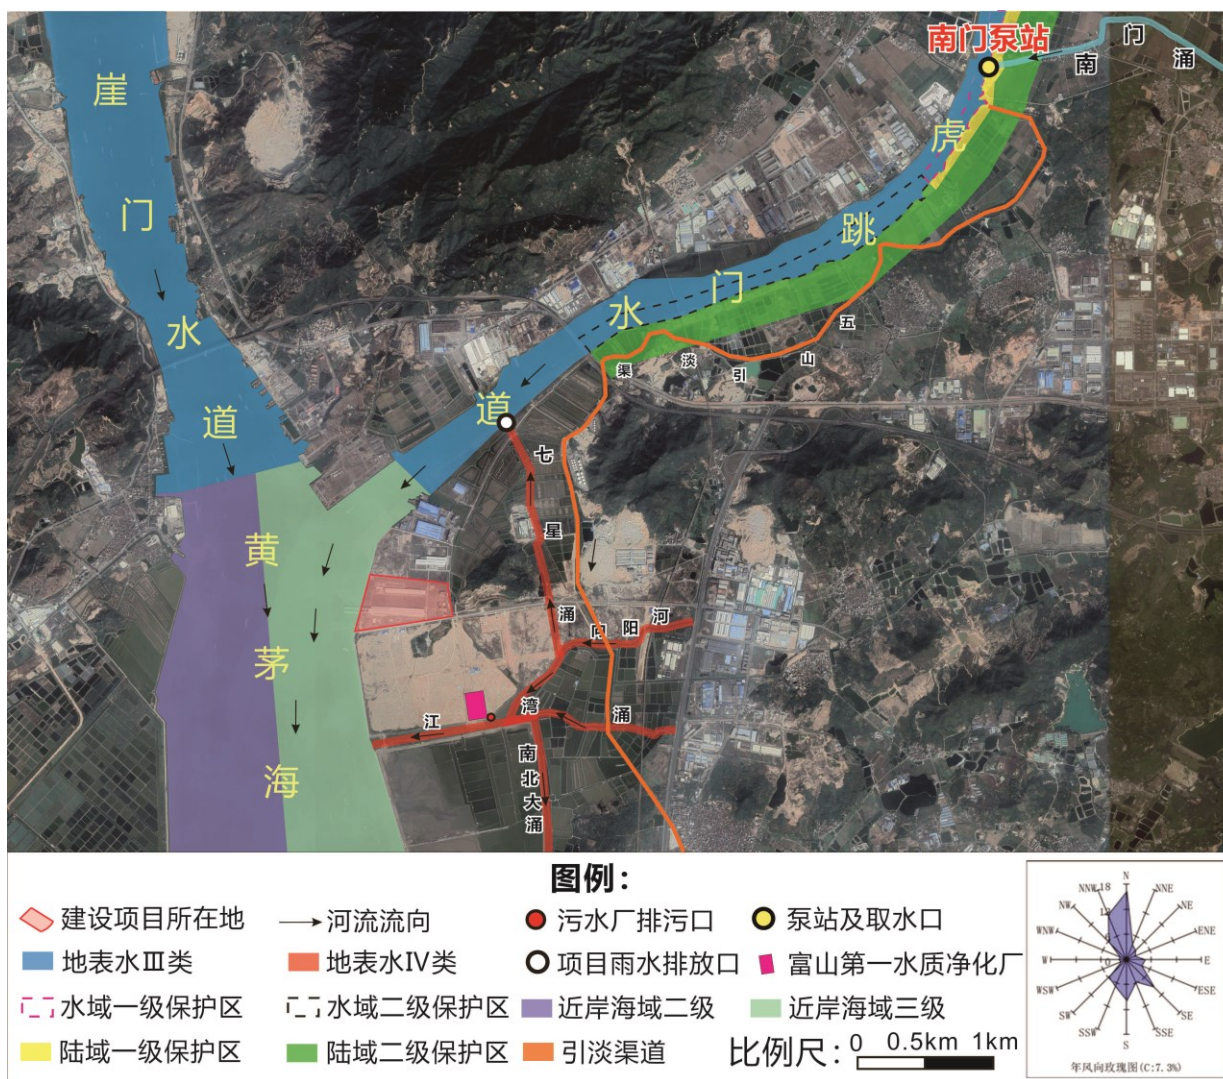 南门泵站
南门涌
崖门水道
虎跳门水道
五山引淡渠
七星涌
向阳河
江湾涌
南北大涌
黄茅海
图例：
建设项目所在地
河流流向
污水厂排污口
泵站及取水口
地表水Ⅲ类
地表水Ⅳ类
项目雨水排放口
富山第一水质净化厂
水域一级保护区
水域二级保护区
近岸海域二级
近岸海域三级
陆域一级保护区
陆域二级保护区
引淡渠道
比例尺：0 0.5km 1km
N
NNE
NE
ENE
E
ESE
SE
SSE
S
SSW
SW
WSW
W
WNW
NW
NNW
18
12
6
0
年风向玫瑰图(C:7.3%)